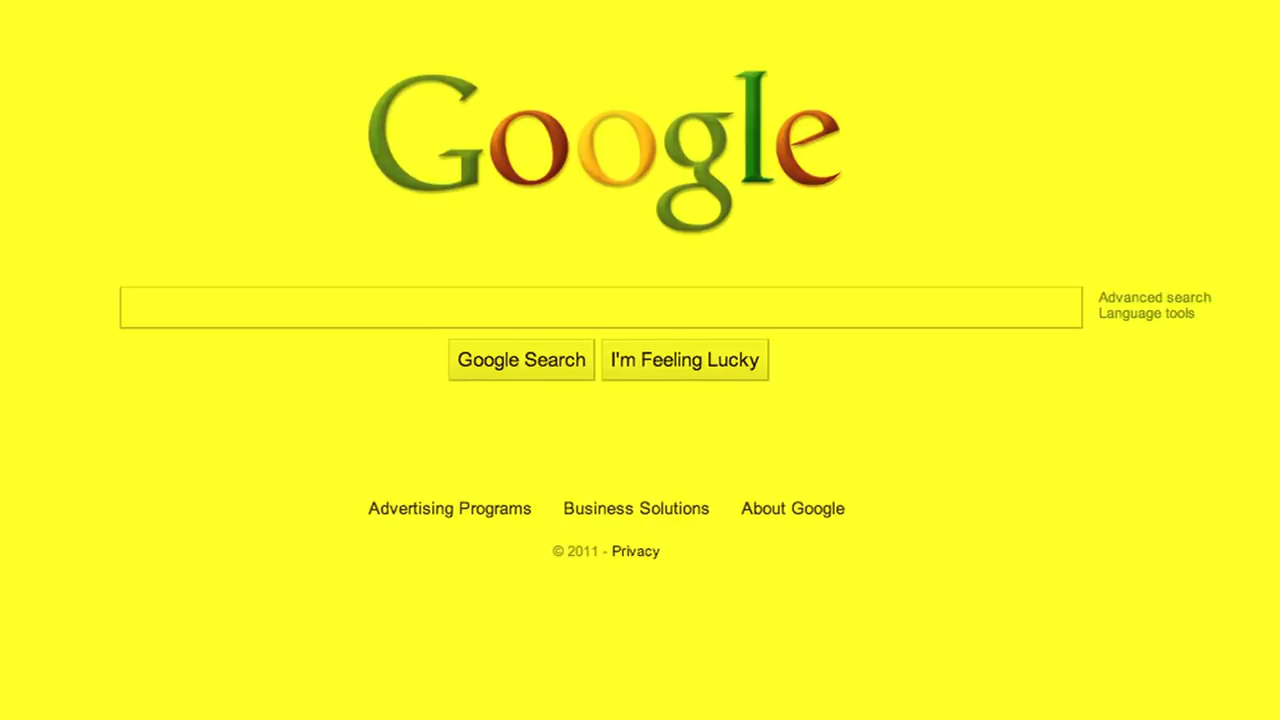 Google
Advanced search
Language tools
Google Search
I'm Feeling Lucky
Advertising Programs
Business Solutions
About Google
© 2011 - Privacy